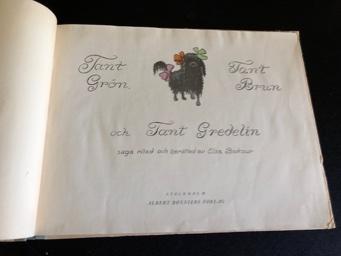 Tant Grön, Tant Brun
och Tant Gredelin
saga ritad och berättad av Elsa Beskow
STOCKHOLM
ALBERT BONNIERS FÖRLAG